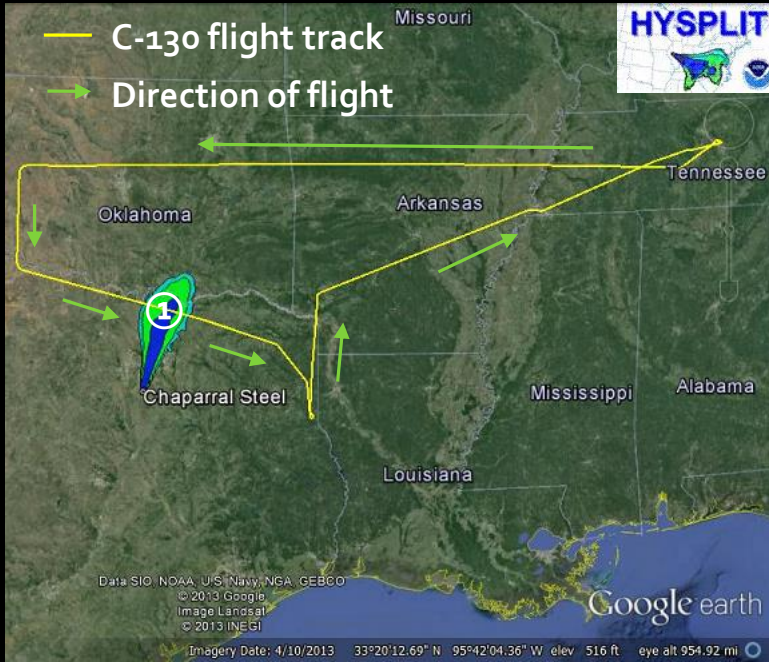 Missouri
C-130 flight track
HYSPLIT
Direction of flight
NOAA
Tennessee
Oklahoma
Arkansas
1
Chaparral Steel
Mississippi
Alabama
Louisiana
Data SIO, NOAA, U.S. Navy, NGA, GEBCO
© 2013 Google
Image Landsat
© 2013 INEGI
Google earth
Imagery Date: 4/10/2013 33°20'12.69" N 95°42'04.36" W elev 516 ft eye alt 954.92 mi